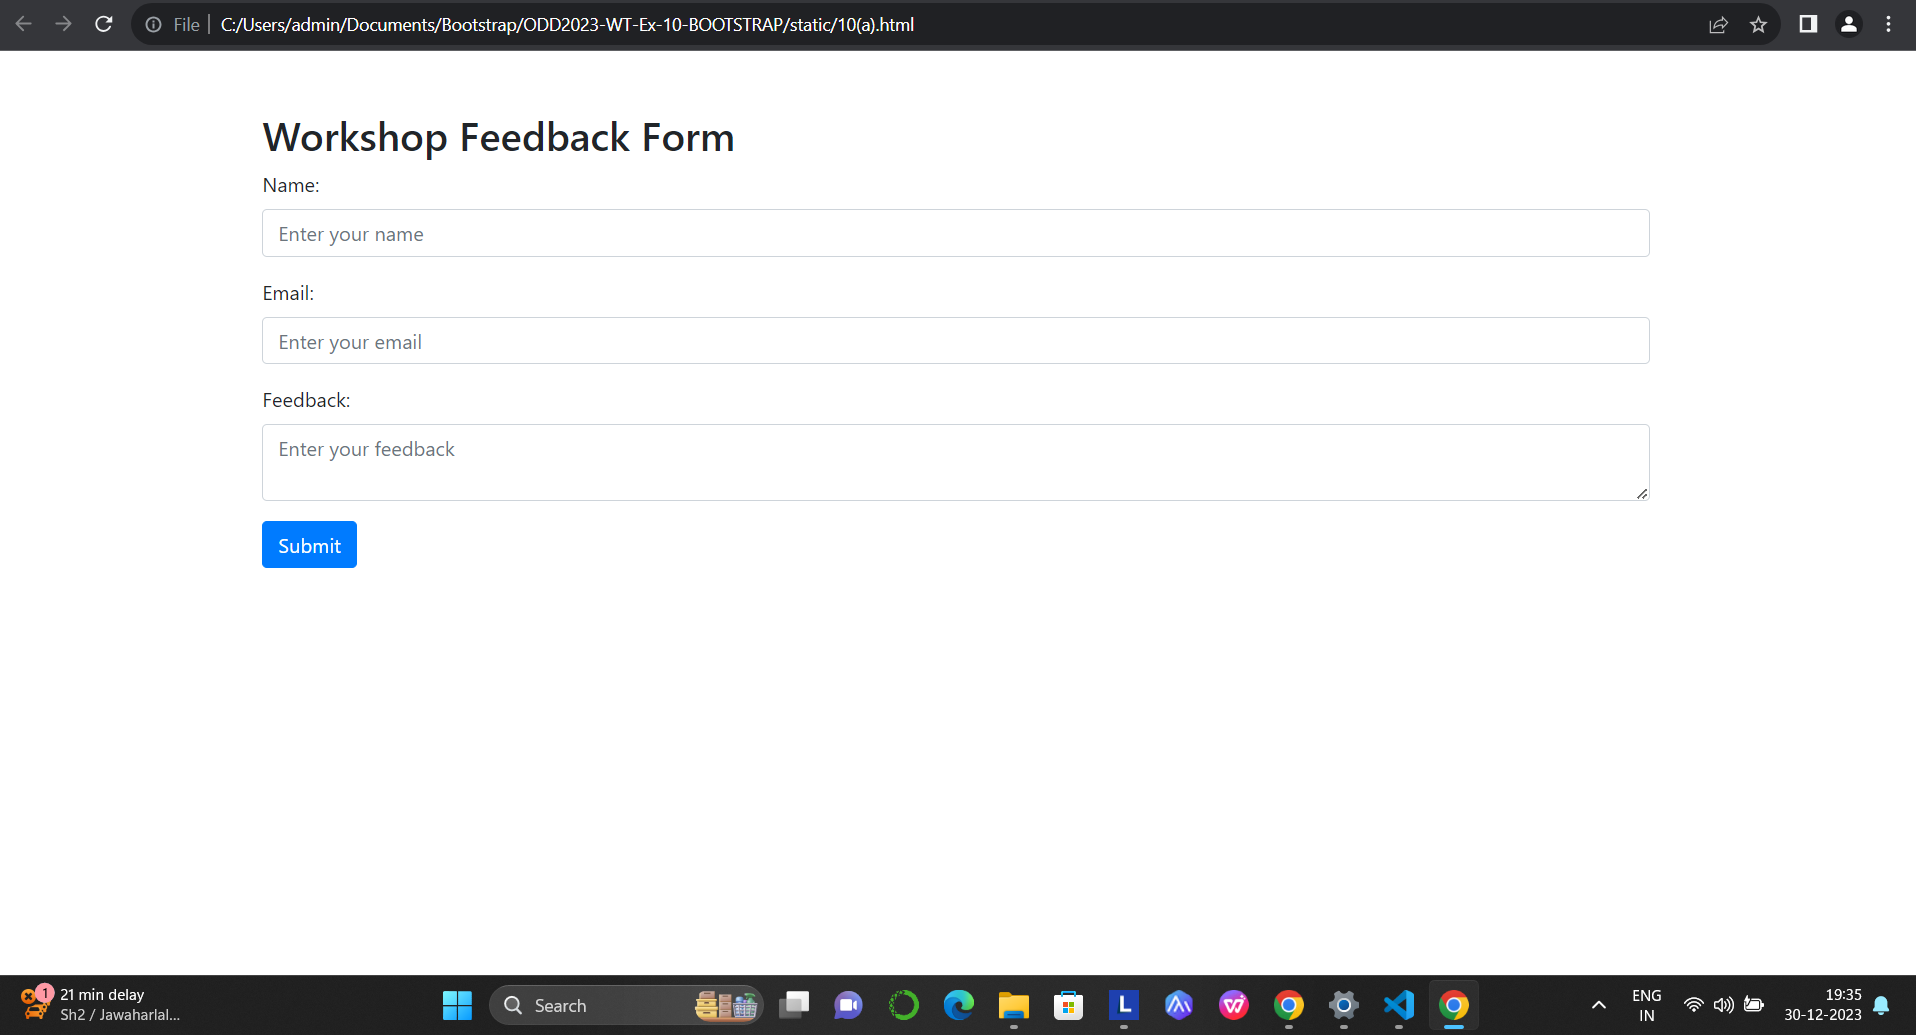 File | C:/Users/admin/Documents/Bootstrap/ODD2023-WT-Ex-10-BOOTSTRAP/static/10(a).html
Workshop Feedback Form
Name:
Enter your name
Email:
Enter your email
Feedback:
Enter your feedback
Submit
1
21 min delay
Sh2 / Jawaharlal...
Search
L
ENG
IN
19:35
30-12-2023